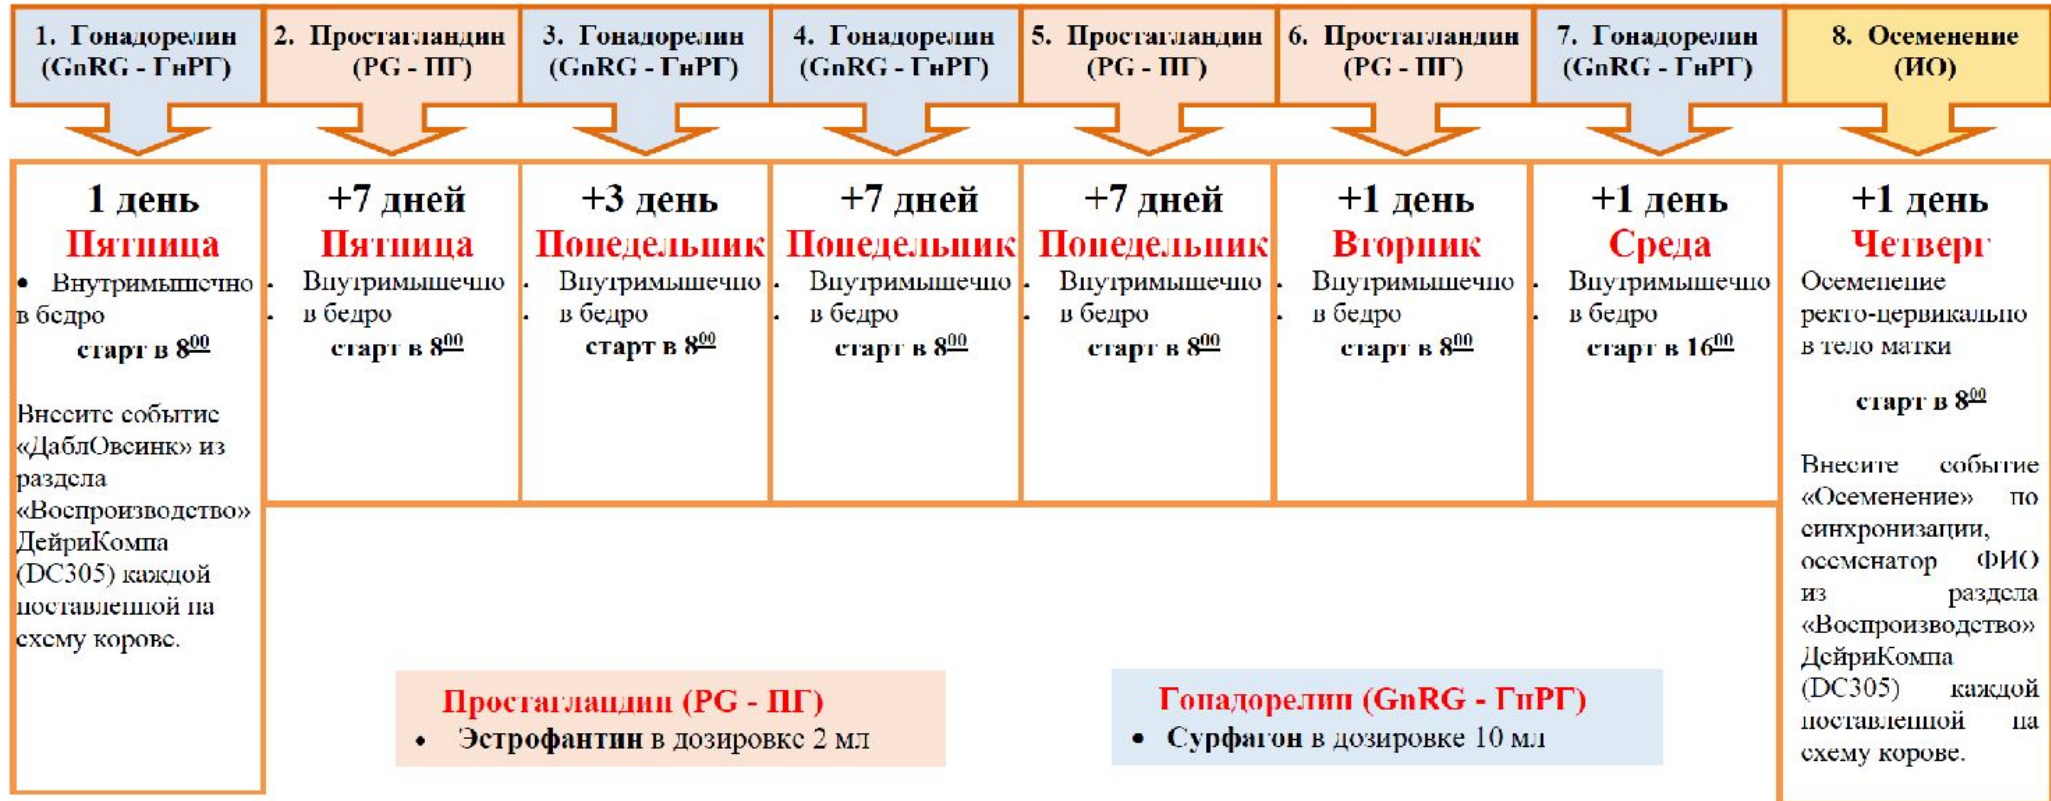 1. Гонадорелин
(GnRG - ГнРГ)
2. Простагландин
(PG - ПГ)
3. Гонадорелин
(GnRG - ГнРГ)
4. Гонадорелин
(GnRG - ГнРГ)
5. Простагландин
(PG - ПГ)
6. Простагландин
(PG - ПГ)
7. Гонадорелин
(GnRG - ГнРГ)
8. Осеменение
(ИО)
1 день
Пятница
• Внутримышечно
в бедро
старт в 8⁰⁰
Внесите событие
«ДаблОвсинк» из
раздела
«Воспроизводство»
ДейриКомпа
(DC305) каждой
поставленной на
схему корове.
+7 дней
Пятница
• Внутримышечно
• в бедро
старт в 8⁰⁰
+3 день
Понедельник
• Внутримышечно
• в бедро
старт в 8⁰⁰
+7 дней
Понедельник
• Внутримышечно
• в бедро
старт в 8⁰⁰
+7 дней
Понедельник
• Внутримышечно
• в бедро
старт в 8⁰⁰
+1 день
Вторник
• Внутримышечно
• в бедро
старт в 8⁰⁰
+1 день
Среда
• Внутримышечно
• в бедро
старт в 16⁰⁰
+1 день
Четверг
Осеменение
ректо-цервикально
в тело матки
старт в 8⁰⁰
Внесите событие
«Осеменение» по
синхронизации,
осеменатор ФИО
из раздела
«Воспроизводство»
ДейриКомпа
(DC305) каждой
поставленной на
схему корове.
Простагландин (PG - ПГ)
• Эстрофантин в дозировке 2 мл
Гонадорелин (GnRG - ГнРГ)
• Сурфагон в дозировке 10 мл